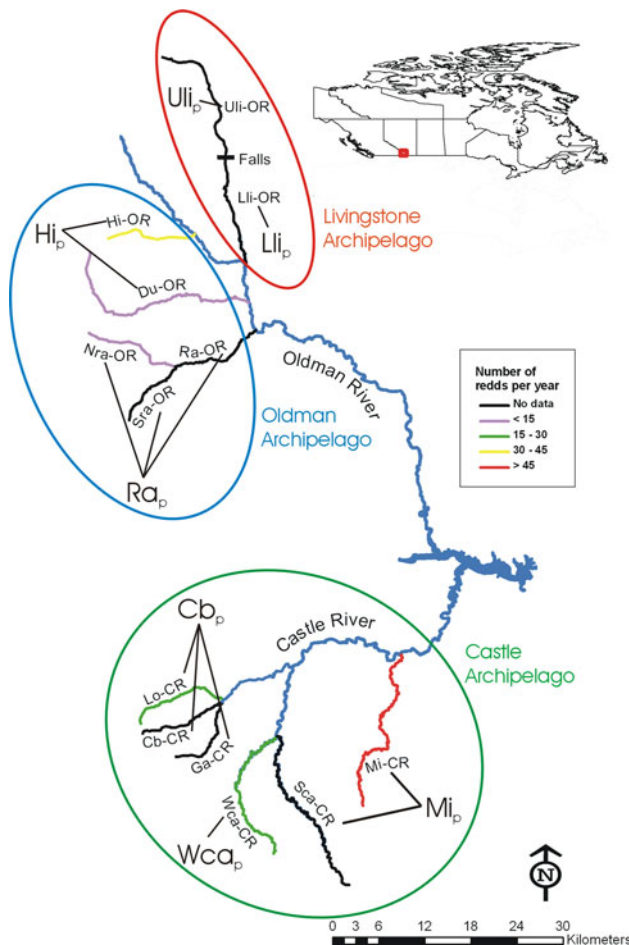 Uli p
Uli-OR
Falls
Lli-OR
Lli p
Livingstone
Archipelago
Hi p
Hi-OR
Du-OR
Nra-OR
Ra-OR
Sra-OR
Ra p
Oldman
Archipelago
Oldman River
Number of
redds per year
No data
< 15
15 - 30
30 - 45
> 45
Cb p
Castle River
Castle
Archipelago
Lo-CR
Cb-CR
Ga-CR
Wca-CR
Wca p
Sca-CR
Mi-CR
Mi p
N
0 3 6 12 18 24 30
Kilometers